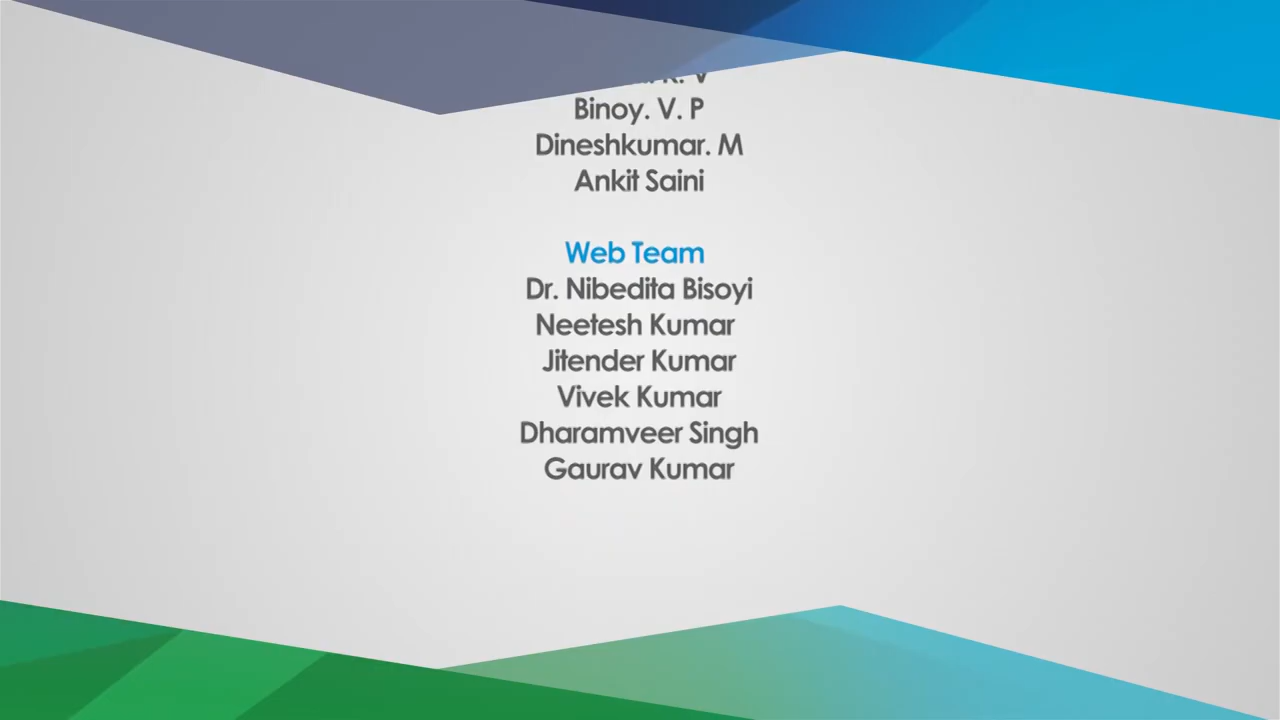 Binoy. V. P
Dineshkumar. M
Ankit Saini
Web Team
Dr. Nibedita Bisoyi
Neetesh Kumar
Jitender Kumar
Vivek Kumar
Dharamveer Singh
Gaurav Kumar